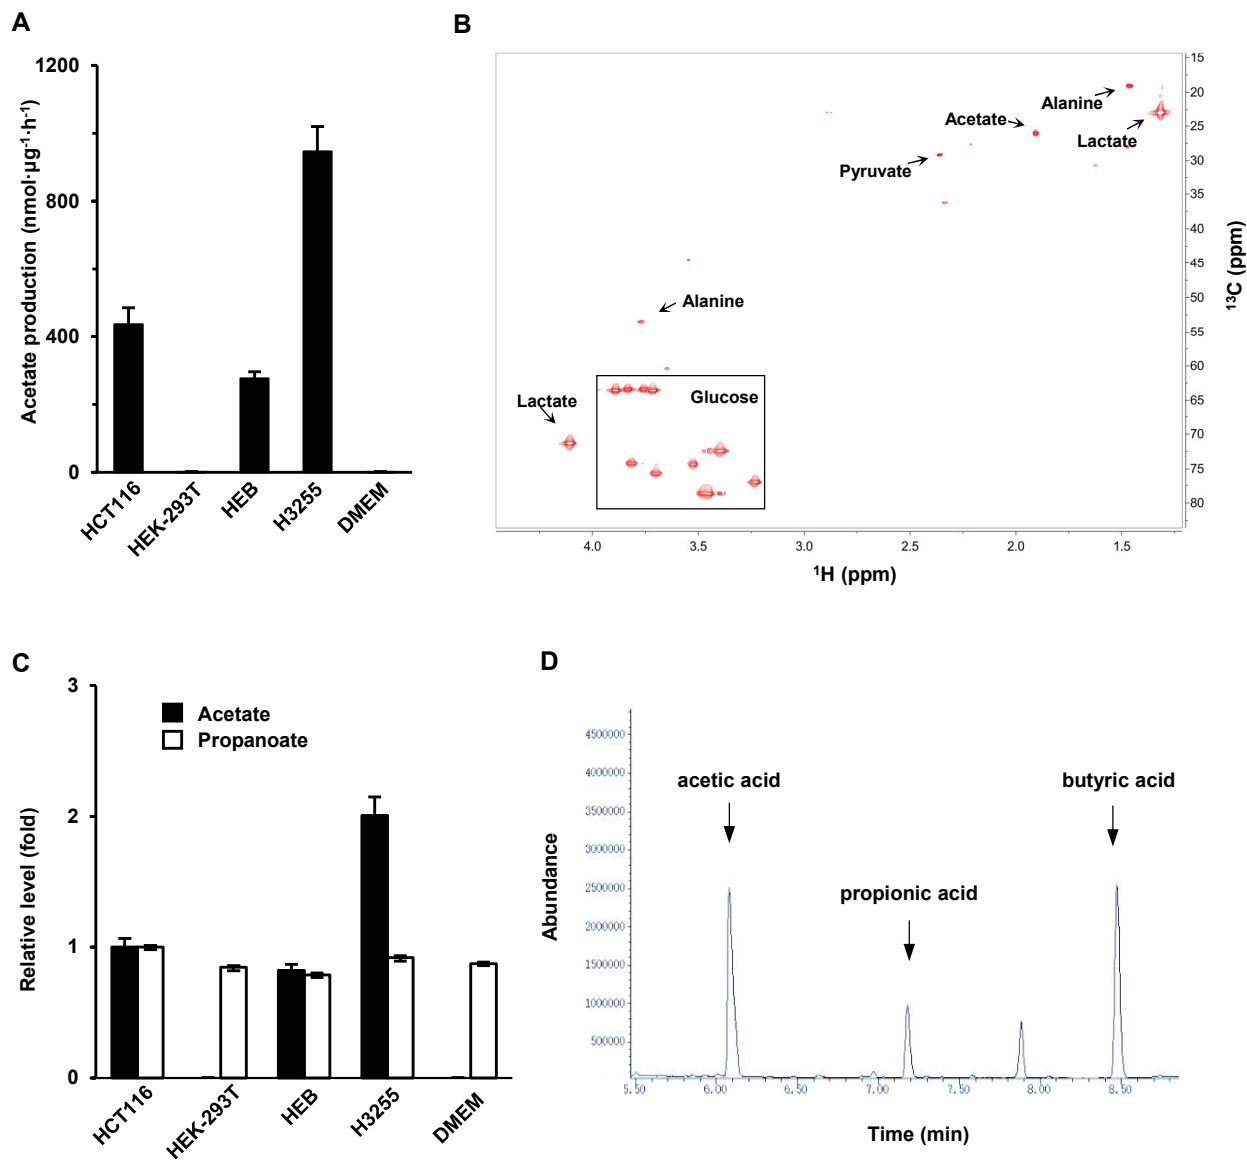 A
Acetate production (nmol·µg⁻¹·h⁻¹)
1200
800
400
0
HCT116
HEK-293T
HEB
H3255
DMEM
B
Alanine
Acetate
Lactate
Pyruvate
Alanine
Lactate
Glucose
15
20
25
30
35
40
45
50
55
60
65
70
75
80
¹³C (ppm)
4.0
3.5
3.0
2.5
2.0
1.5
¹H (ppm)
C
Relative level (fold)
3
2
1
0
Acetate
Propanoate
HCT116
HEK-293T
HEB
H3255
DMEM
D
Abundance
4500000
4000000
3500000
3000000
2500000
2000000
1500000
1000000
500000
acetic acid
propionic acid
butyric acid
5.50
6.00
6.50
7.00
7.50
8.00
8.50
Time (min)